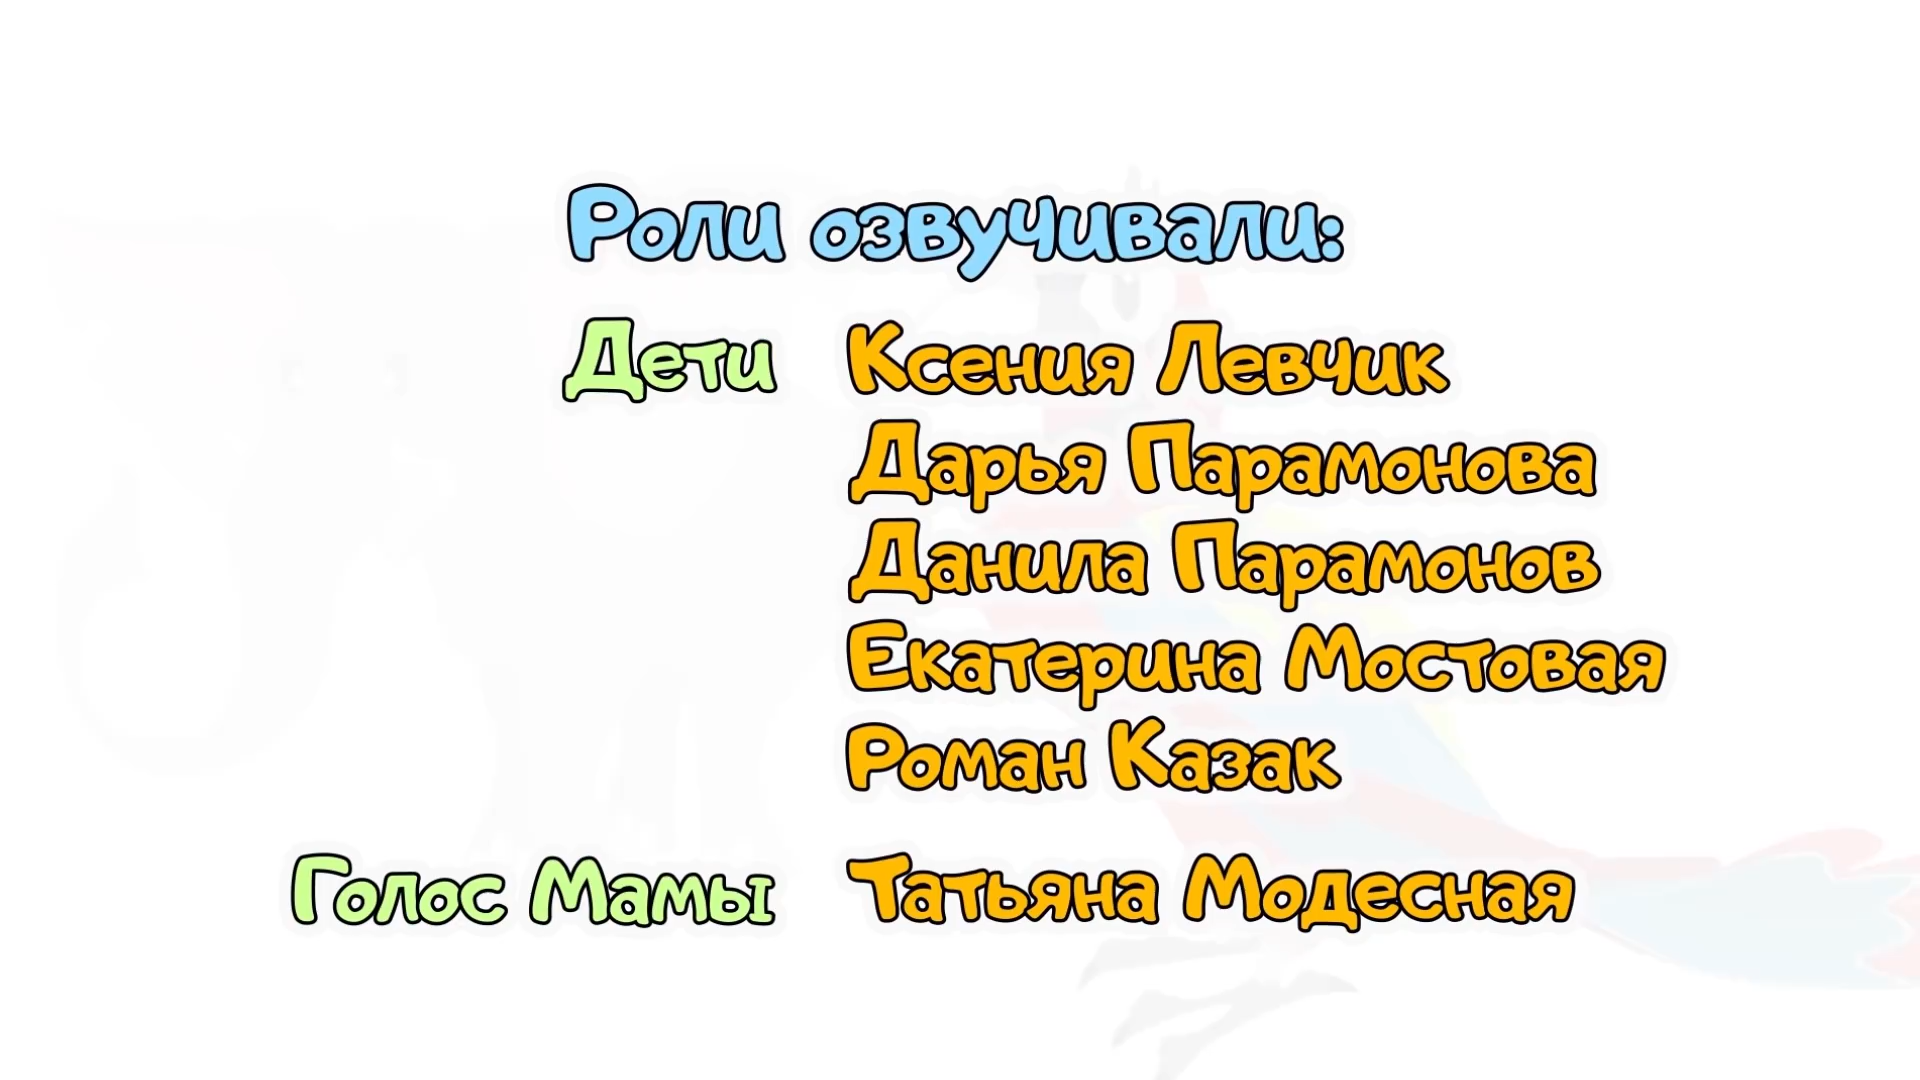 Роли озвучивали:
Дети Ксения Левчик
Дарья Парамонова
Данила Парамонов
Екатерина Мостовая
Роман Казак
Голос Мамы Татьяна Модесная